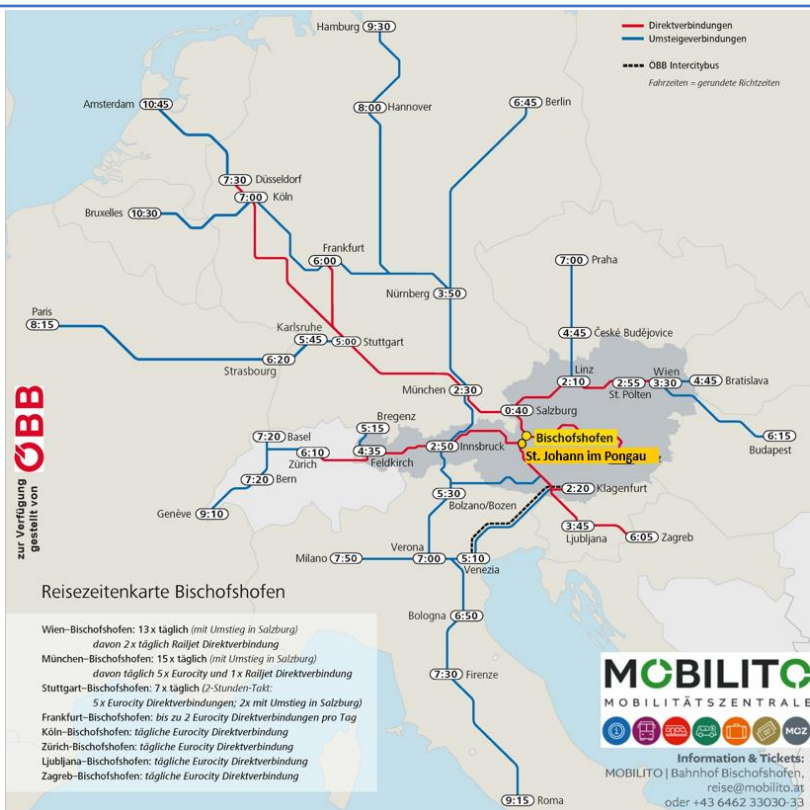 Hamburg 9:30
Direktverbindungen
Umsteigeverbindungen
ÖBB Intercitybus
Fahrzeiten = gerundete Richtzeiten
Amsterdam 10:45
8:00 Hannover
6:45 Berlin
7:30 Düsseldorf
7:00 Köln
Bruxelles 10:30
Frankfurt
6:00
7:00 Praha
Nürnberg 3:50
Paris
8:15
Karlsruhe
5:45 5:00 Stuttgart
Strasbourg 6:20
4:45 České Budějovice
München 2:30
Linz
2:10
2:55
St. Pölten
Wien
3:30
4:45 Bratislava
0:40 Salzburg
Bregenz
5:15
7:20 Basel
6:10
Zürich
4:35
Feldkirch
2:50 Innsbruck
Bischofshofen
St. Johann im Pongau
6:15
Budapest
7:20
Bern
Genève 9:10
5:30
Bolzano/Bozen
2:20 Klagenfurt
3:45
Ljubljana
6:05 Zagreb
Verona
Milano 7:50
7:00
5:10
Venezia
Bologna 6:50
7:30 Firenze
9:15 Roma
zur Verfügung
gestellt von ÖBB
Reisezeitenkarte Bischofshofen
Wien–Bischofshofen: 13 x täglich (mit Umstieg in Salzburg)
davon 2 x täglich Railjet Direktverbindung
München–Bischofshofen: 15 x täglich (mit Umstieg in Salzburg)
davon täglich 5 x Eurocity und 1 x Railjet Direktverbindung
Stuttgart–Bischofshofen: 7 x täglich (2-Stunden-Takt:
5 x Eurocity Direktverbindungen; 2x mit Umstieg in Salzburg)
Frankfurt–Bischofshofen: bis zu 2 Eurocity Direktverbindungen pro Tag
Köln–Bischofshofen: tägliche Eurocity Direktverbindung
Zürich-Bischofshofen: tägliche Eurocity Direktverbindung
Ljubljana–Bischofshofen: tägliche Eurocity Direktverbindung
Zagreb–Bischofshofen: tägliche Eurocity Direktverbindung
MOBILITO
MOBILITÄTSZENTRALE
MOZ
Information & Tickets:
MOBILITO | Bahnhof Bischofshofen,
reise@mobilito.at
oder +43 6462 33030-33